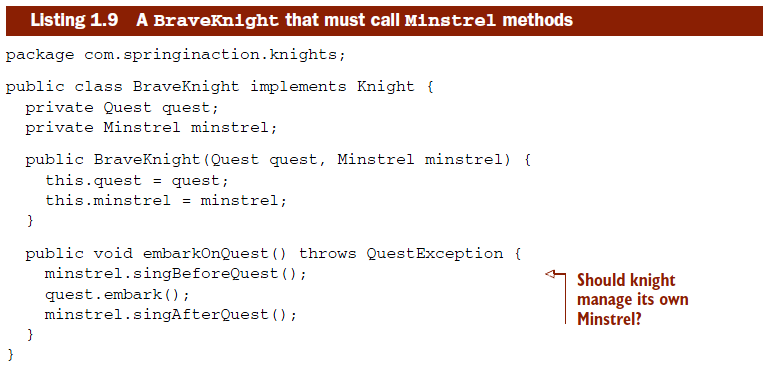 Listing 1.9 A BraveKnight that must call Minstrel methods
package com.springinaction.knights;
public class BraveKnight implements Knight {
private Quest quest;
private Minstrel minstrel;
public BraveKnight(Quest quest, Minstrel minstrel) {
this.quest = quest;
this.minstrel = minstrel;
}
public void embarkOnQuest() throws QuestException {
minstrel.singBeforeQuest();
quest.embark();
minstrel.singAfterQuest();
}
}
Should knight
manage its own
Minstrel?